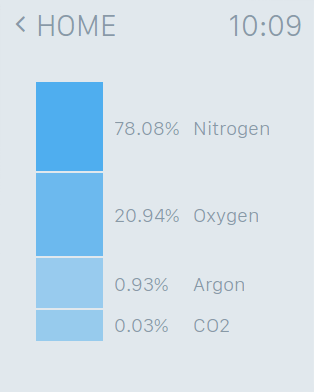 < HOME 10:09
78.08% Nitrogen
20.94% Oxygen
0.93% Argon
0.03% CO2